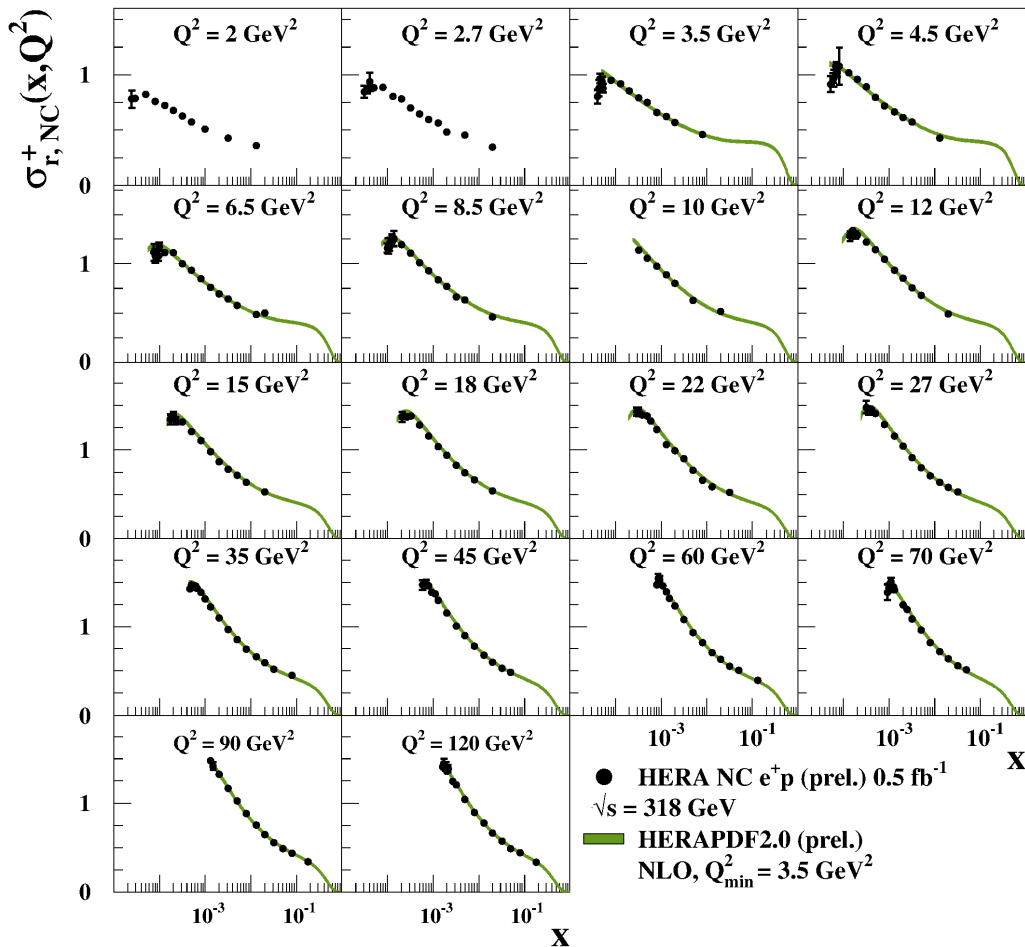 σ⁺r, NC(x,Q²)
Q² = 2 GeV²
Q² = 2.7 GeV²
Q² = 3.5 GeV²
Q² = 4.5 GeV²
1
0
Q² = 6.5 GeV²
Q² = 8.5 GeV²
Q² = 10 GeV²
Q² = 12 GeV²
1
0
Q² = 15 GeV²
Q² = 18 GeV²
Q² = 22 GeV²
Q² = 27 GeV²
1
0
Q² = 35 GeV²
Q² = 45 GeV²
Q² = 60 GeV²
Q² = 70 GeV²
1
0
10⁻³ 10⁻¹
10⁻³ 10⁻¹
x
Q² = 90 GeV²
Q² = 120 GeV²
1
0
10⁻³ 10⁻¹
10⁻³ 10⁻¹
x
HERA NC e⁺p (prel.) 0.5 fb⁻¹
√s = 318 GeV
HERAPDF2.0 (prel.)
NLO, Q²min = 3.5 GeV²